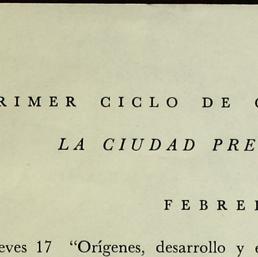 RIMER CICLO DE
LA CIUDAD PRE
FEBRE
eves 17 "Orígenes, desarrollo y e